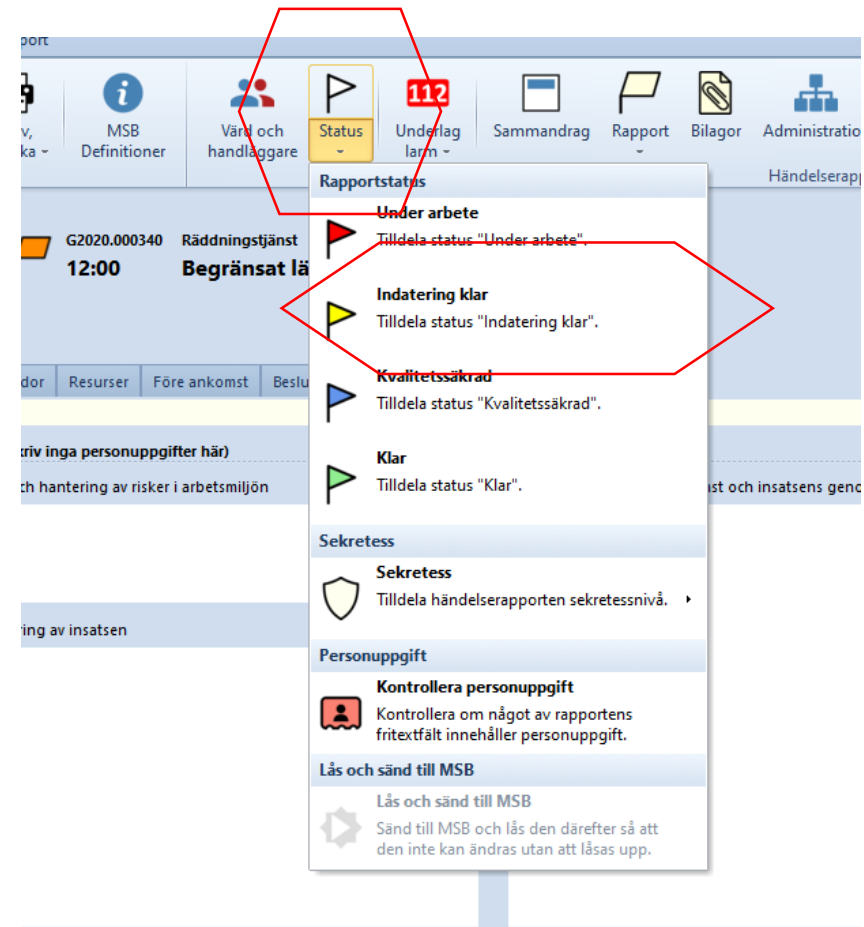 port
v,
ka
MSB
Definitioner
Värd och
handläggare
Status
112
Underlag
larm
Sammandrag
Rapport
Bilagor
Administratio
Händelserapp
Rapportstatus
Under arbete
Tilldela status "Under arbete".
G2020.000340 Räddningstjänst
12:00 Begränsat lä
Indatering klar
Tilldela status "Indatering klar".
dor Resurser Före ankomst Beslu
Kvalitetssäkrad
Tilldela status "Kvalitetssäkrad".
kriv inga personuppgifter här)
Klar
Tilldela status "Klar".
ch hantering av risker i arbetsmiljön
st och insatsens geno
Sekretess
Sekretess
Tilldela händelserapporten sekretessnivå.
ring av insatsen
Personuppgift
Kontrollera personuppgift
Kontrollera om något av rapportens
fritextfält innehåller personuppgift.
Lås och sänd till MSB
Lås och sänd till MSB
Sänd till MSB och lås den därefter så att
den inte kan ändras utan att låsas upp.